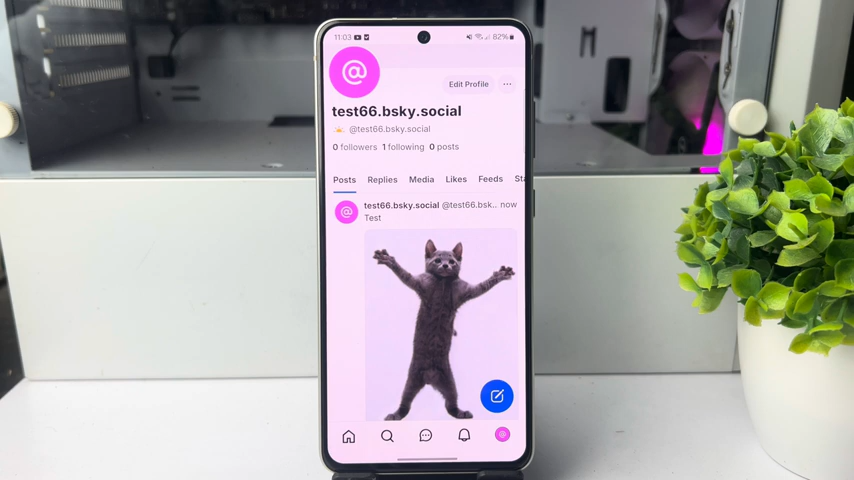 11:03 82%
@
Edit Profile ...
test66.bsky.social
@test66.bsky.social
0 followers 1 following 0 posts
Posts Replies Media Likes Feeds Sta
@ test66.bsky.social @test66.bsk.. now
Test
@